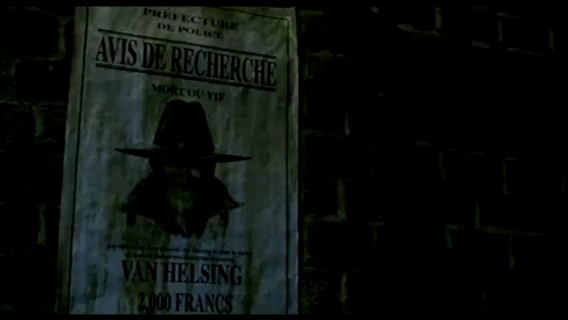 PRÉFECTURE
DE POLICE
AVIS DE RECHERCHE
MORT OU VIF
VAN HELSING
2,000 FRANCS